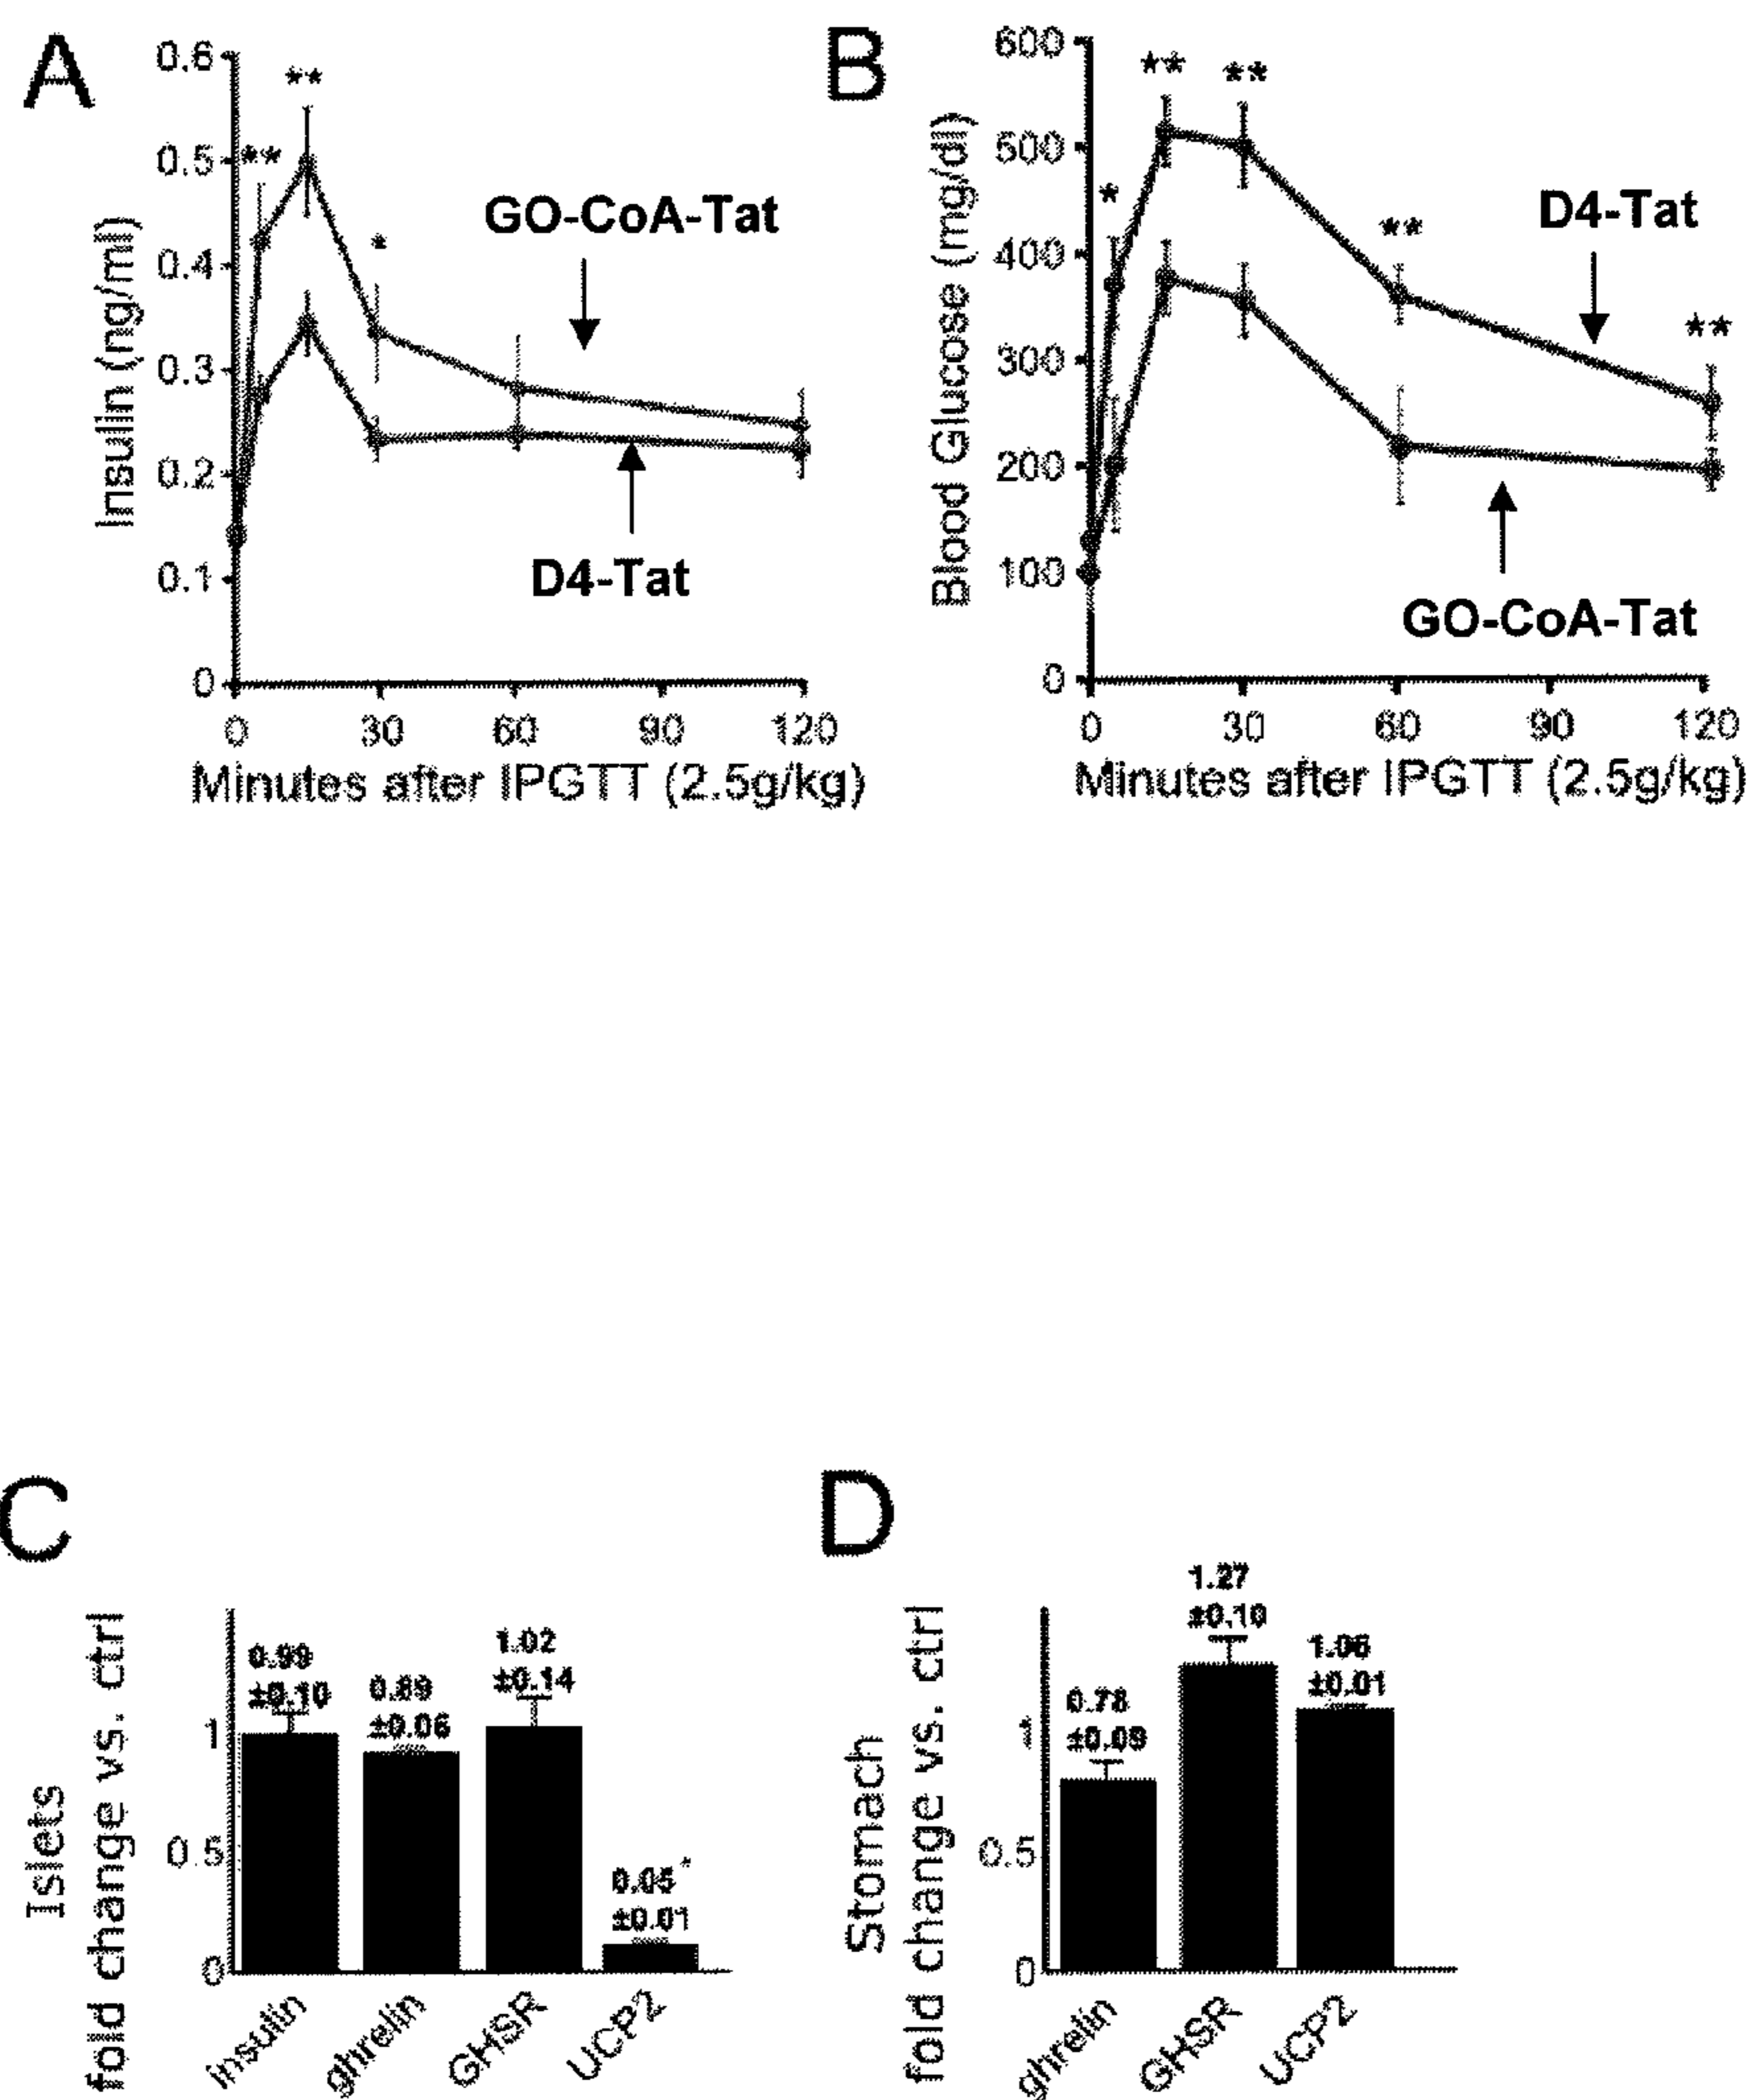 A
Insulin (ng/ml)
0.6
0.5
0.4
0.3
0.2
0.1
0
**
**
*
GO-CoA-Tat
D4-Tat
0 30 60 90 120
Minutes after IPGTT (2.5g/kg)
B
Blood Glucose (mg/dl)
600
500
400
300
200
100
0
*
**
**
**
**
D4-Tat
GO-CoA-Tat
0 30 60 90 120
Minutes after IPGTT (2.5g/kg)
C
Islets
fold change vs. ctrl
1
0.5
0
0.99
±0.10
0.89
±0.06
1.02
±0.14
0.05 *
±0.01
insulin
ghrelin
GHSR
UCP2
D
Stomach
fold change vs. ctrl
1
0.5
0
0.78
±0.09
1.27
±0.10
1.06
±0.01
ghrelin
GHSR
UCP2